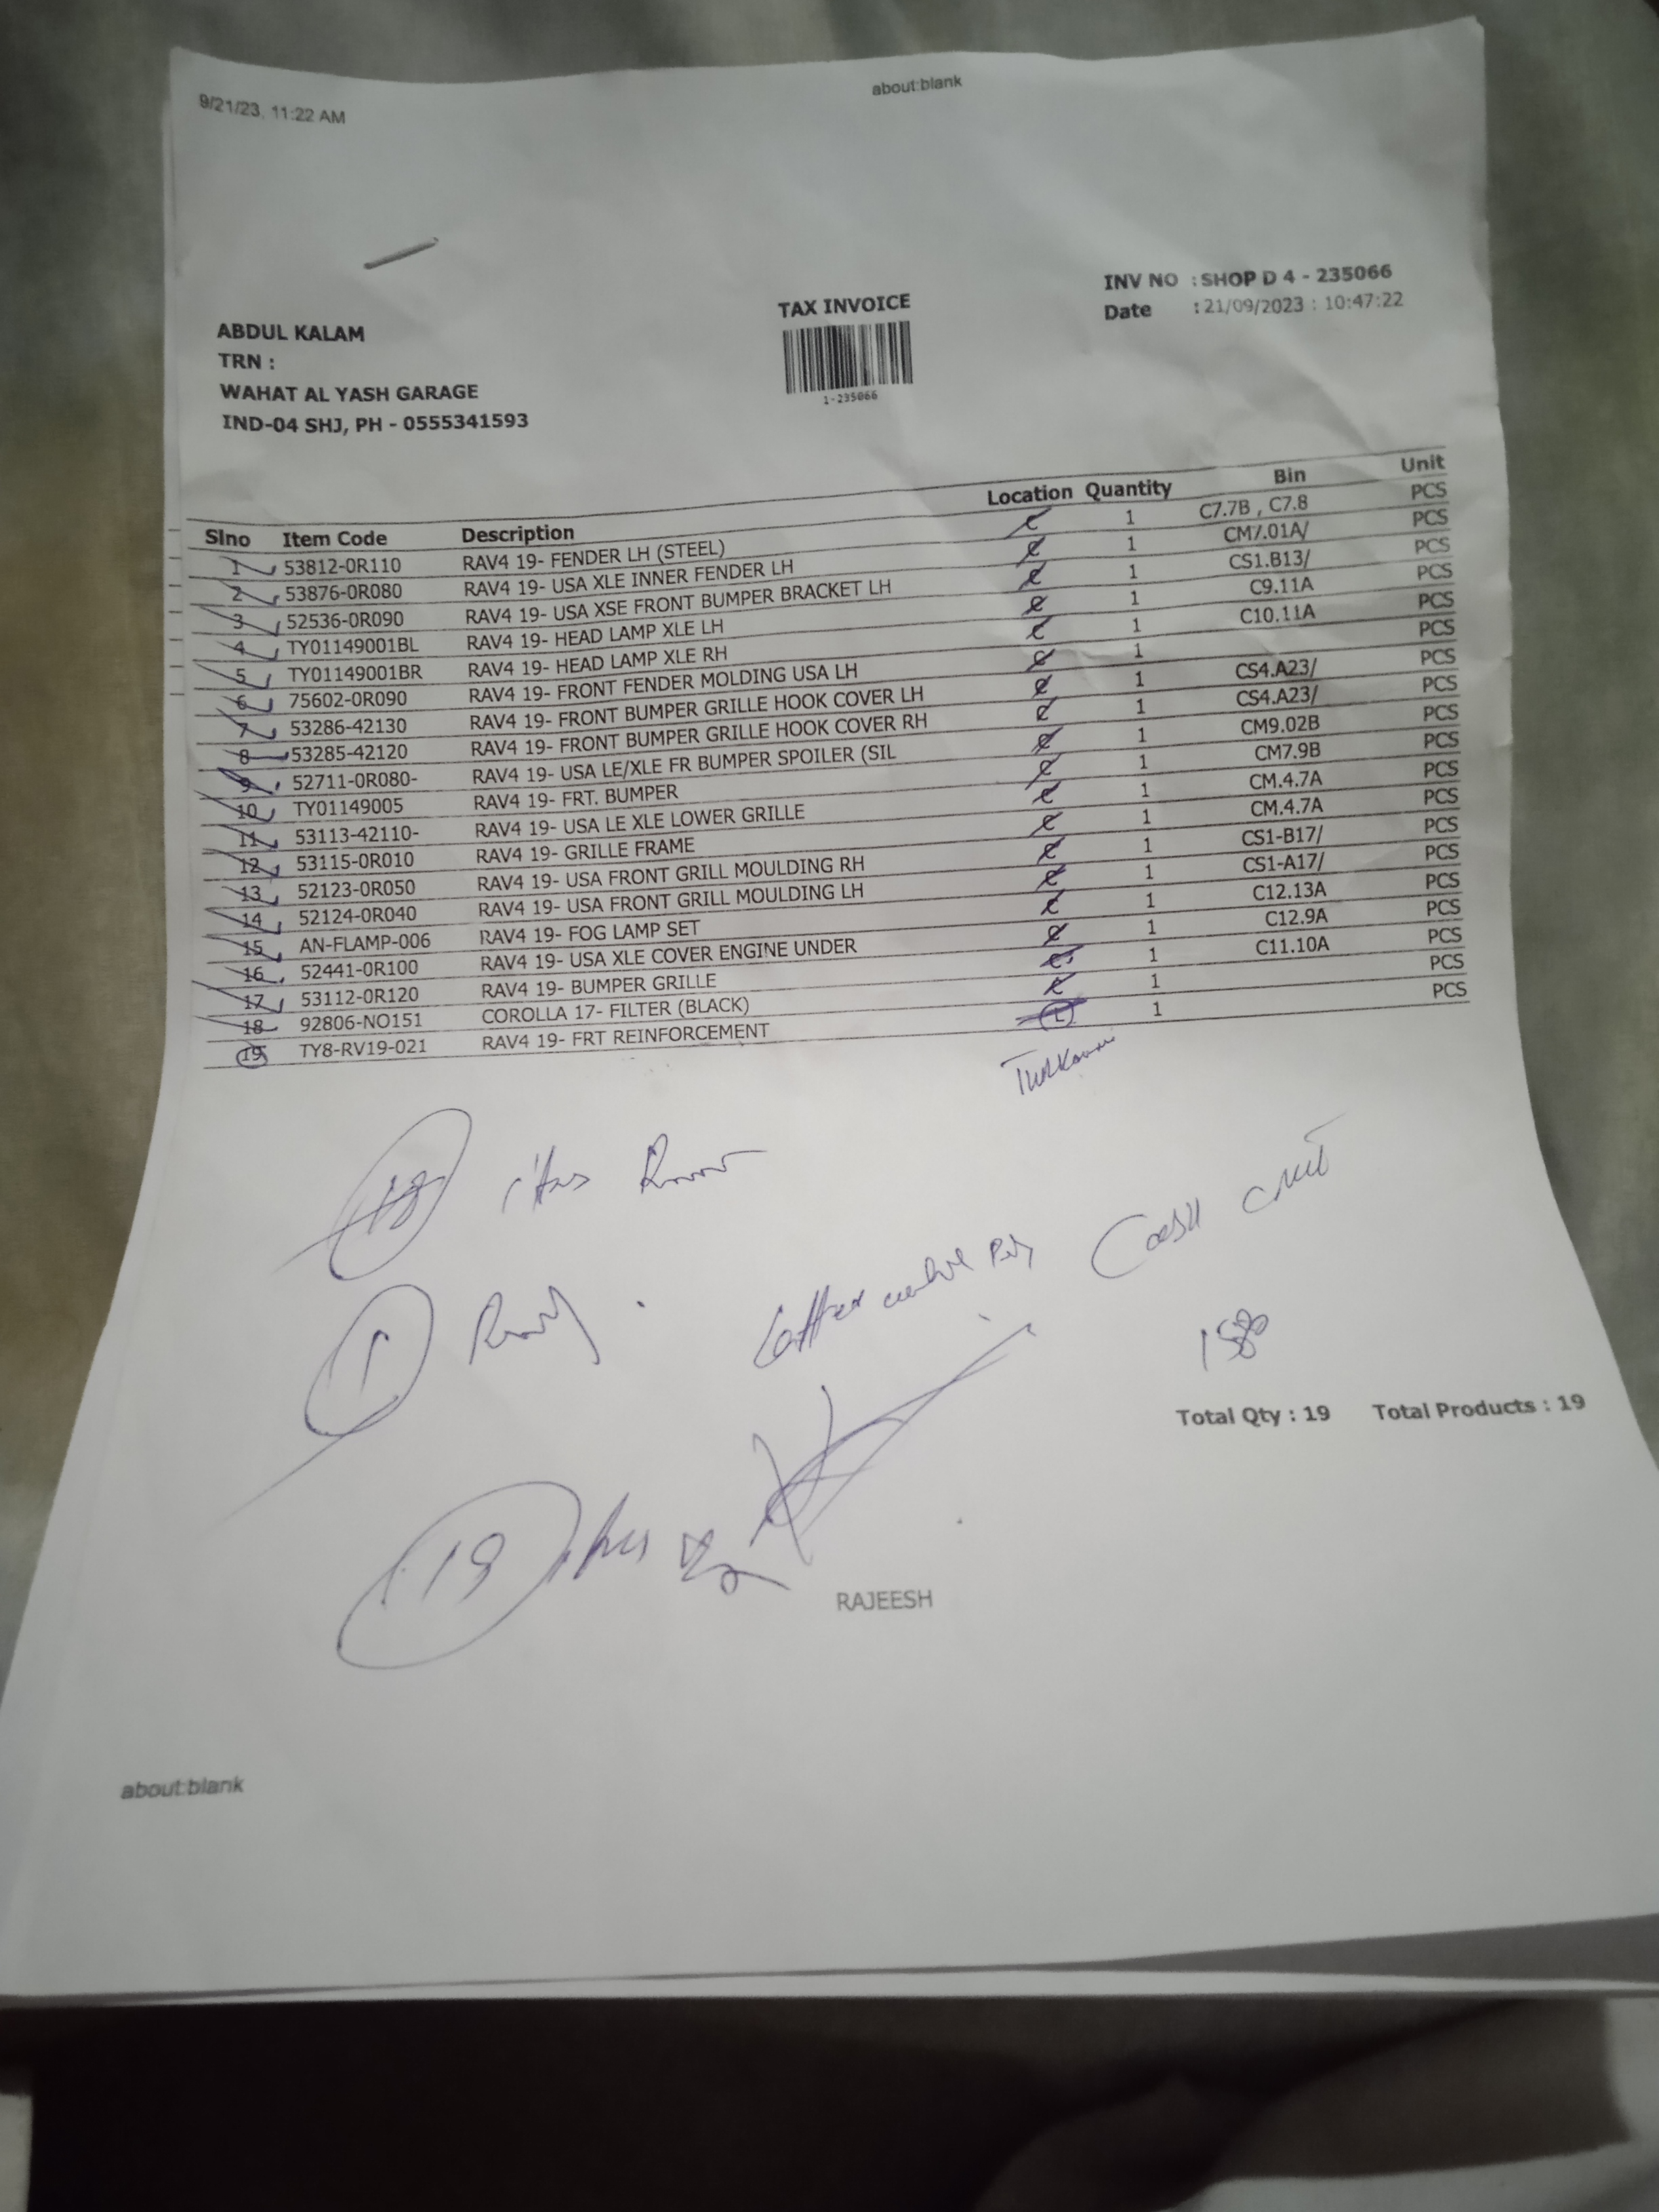 9/21/23, 11:22 AM about:blank
INV NO : SHOP D 4 - 235066
TAX INVOICE
Date : 21/09/2023 : 10:47:22
ABDUL KALAM
TRN :
WAHAT AL YASH GARAGE
1-235066
IND-04 SHJ, PH - 0555341593
Slno Item Code Description Location Quantity Bin Unit
1 53812-0R110 RAV4 19- FENDER LH (STEEL) C 1 C7.7B , C7.8 PCS
2 53876-0R080 RAV4 19- USA XLE INNER FENDER LH 1 CM7.01A/ PCS
3 52536-0R090 RAV4 19- USA XSE FRONT BUMPER BRACKET LH 1 CS1.B13/ PCS
4 TY01149001BL RAV4 19- HEAD LAMP XLE LH 1 C9.11A PCS
5 TY01149001BR RAV4 19- HEAD LAMP XLE RH 1 C10.11A PCS
6 75602-0R090 RAV4 19- FRONT FENDER MOLDING USA LH 1 PCS
7 53286-42130 RAV4 19- FRONT BUMPER GRILLE HOOK COVER LH 1 CS4.A23/ PCS
8 53285-42120 RAV4 19- FRONT BUMPER GRILLE HOOK COVER RH 1 CS4.A23/ PCS
9 52711-0R080- RAV4 19- USA LE/XLE FR BUMPER SPOILER (SIL 1 CM9.02B PCS
10 TY01149005 RAV4 19- FRT. BUMPER 1 CM7.9B PCS
11 53113-42110- RAV4 19- USA LE XLE LOWER GRILLE 1 CM.4.7A PCS
12 53115-0R010 RAV4 19- GRILLE FRAME 1 CM.4.7A PCS
13 52123-0R050 RAV4 19- USA FRONT GRILL MOULDING RH 1 CS1-B17/ PCS
14 52124-0R040 RAV4 19- USA FRONT GRILL MOULDING LH 1 CS1-A17/ PCS
15 AN-FLAMP-006 RAV4 19- FOG LAMP SET 1 C12.13A PCS
16 52441-0R100 RAV4 19- USA XLE COVER ENGINE UNDER 1 C12.9A PCS
17 53112-0R120 RAV4 19- BUMPER GRILLE 1 C11.10A PCS
18 92806-NO151 COROLLA 17- FILTER (BLACK) 1 PCS
19 TY8-RV19-021 RAV4 19- FRT REINFORCEMENT L 1 PCS
18
1
Cash
Total Qty : 19 Total Products : 19
19
RAJEESH
about:blank